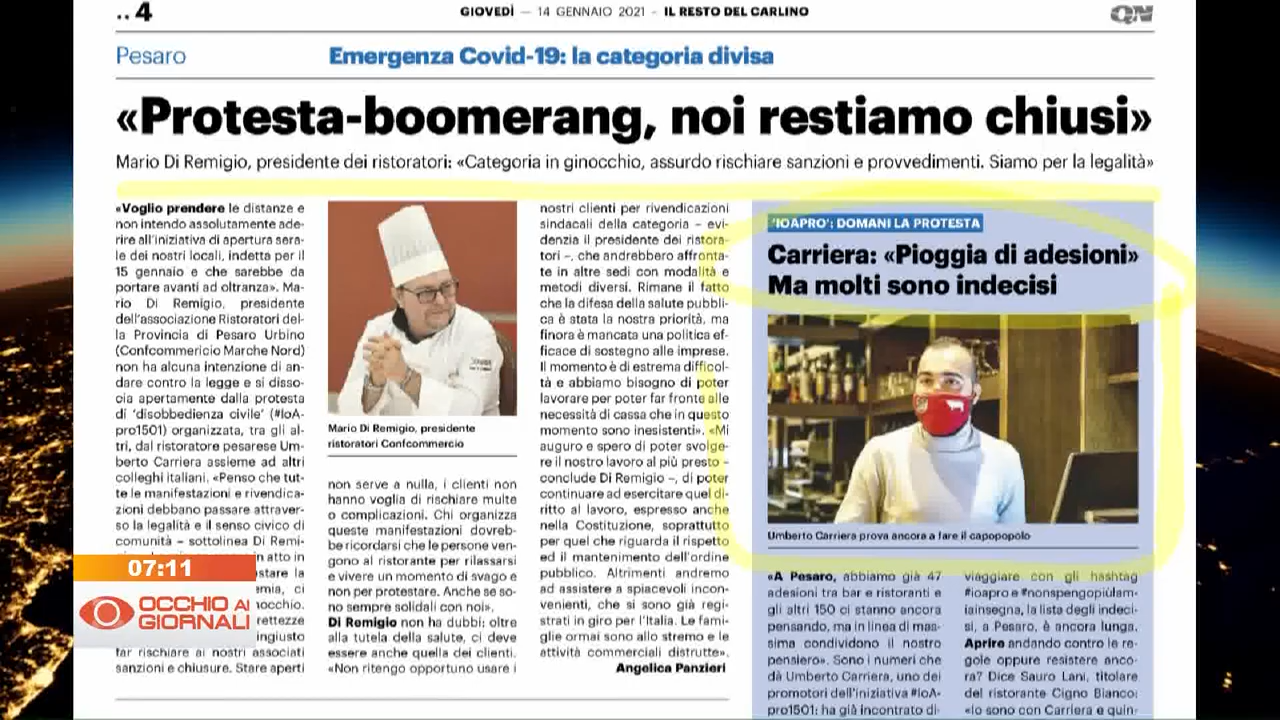 .. 4
GIOVEDÌ — 14 GENNAIO 2021 - IL RESTO DEL CARLINO
QN
Pesaro
Emergenza Covid-19: la categoria divisa
«Protesta-boomerang, noi restiamo chiusi»
Mario Di Remigio, presidente dei ristoratori: «Categoria in ginocchio, assurdo rischiare sanzioni e provvedimenti. Siamo per la legalità»
«Voglio prendere le distanze e
non intendo assolutamente ade-
rire all'iniziativa di apertura sera-
le dei nostri locali, indetta per il
15 gennaio e che sarebbe da
portare avanti ad oltranza». Ma-
rio Di Remigio, presidente
dell'associazione Ristoratori del-
la Provincia di Pesaro Urbino
(Confcommericio Marche Nord)
non ha alcuna intenzione di an-
dare contro la legge e si disso-
cia apertamente dalla protesta
di 'disobbedienza civile' (#IoA-
pro1501) organizzata, tra gli al-
tri, dal ristoratore pesarese Um-
berto Carriera assieme ad altri
colleghi italiani. «Penso che tut-
te le manifestazioni e rivendica-
zioni debbano passare attraver-
so la legalità e il senso civico di
comunità – sottolinea Di Remi-
in atto in
stare la
emia, ci
nocchio.
rettezze
ingiusto
far rischiare ai nostri associati
sanzioni e chiusure. Stare aperti
Mario Di Remigio, presidente
ristoratori Confcommercio
non serve a nulla, i clienti non
hanno voglia di rischiare multe
o complicazioni. Chi organizza
queste manifestazioni dovreb-
be ricordarsi che le persone ven-
gono al ristorante per rilassarsi
e vivere un momento di svago e
non per protestare. Anche se so-
no sempre solidali con noi».
Di Remigio non ha dubbi: oltre
alla tutela della salute, ci deve
essere anche quella dei clienti.
«Non ritengo opportuno usare i
nostri clienti per rivendicazioni
sindacali della categoria – evi-
denzia il presidente dei ristora-
tori –, che andrebbero affronta-
te in altre sedi con modalità e
metodi diversi. Rimane il fatto
che la difesa della salute pubbli-
ca è stata la nostra priorità, ma
finora è mancata una politica ef-
ficace di sostegno alle imprese.
Il momento è di estrema difficol-
tà e abbiamo bisogno di poter
lavorare per poter far fronte alle
necessità di cassa che in questo
momento sono inesistenti». «Mi
auguro e spero di poter svolge-
re il nostro lavoro al più presto –
conclude Di Remigio –, di poter
continuare ad esercitare quel di-
ritto al lavoro, espresso anche
nella Costituzione, soprattutto
per quel che riguarda il rispetto
ed il mantenimento dell'ordine
pubblico. Altrimenti andremo
ad assistere a spiacevoli incon-
venienti, che si sono già regi-
strati in giro per l'Italia. Le fami-
glie ormai sono allo stremo e le
attività commerciali distrutte».
Angelica Panzieri
'IOAPRO': DOMANI LA PROTESTA
Carriera: «Pioggia di adesioni»
Ma molti sono indecisi
Umberto Carriera prova ancora a fare il capopopolo
«A Pesaro, abbiamo già 47
adesioni tra bar e ristoranti e
gli altri 150 ci stanno ancora
pensando, ma in linea di mas-
sima condividono il nostro
pensiero». Sono i numeri che
dà Umberto Carriera, uno dei
promotori dell'iniziativa #IoA-
pro1501: ha già incontrato di-
viaggiare con gli hashtag
#ioapro e #nonspengopiùlam-
iainsegna, la lista degli indeci-
si, a Pesaro, è ancora lunga.
Aprire andando contro le re-
gole oppure resistere anco-
ra? Dice Sauro Lani, titolare
del ristorante Cigno Bianco:
«Io sono con Carriera e quin-
07:11
OCCHIO AI
GIORNALI